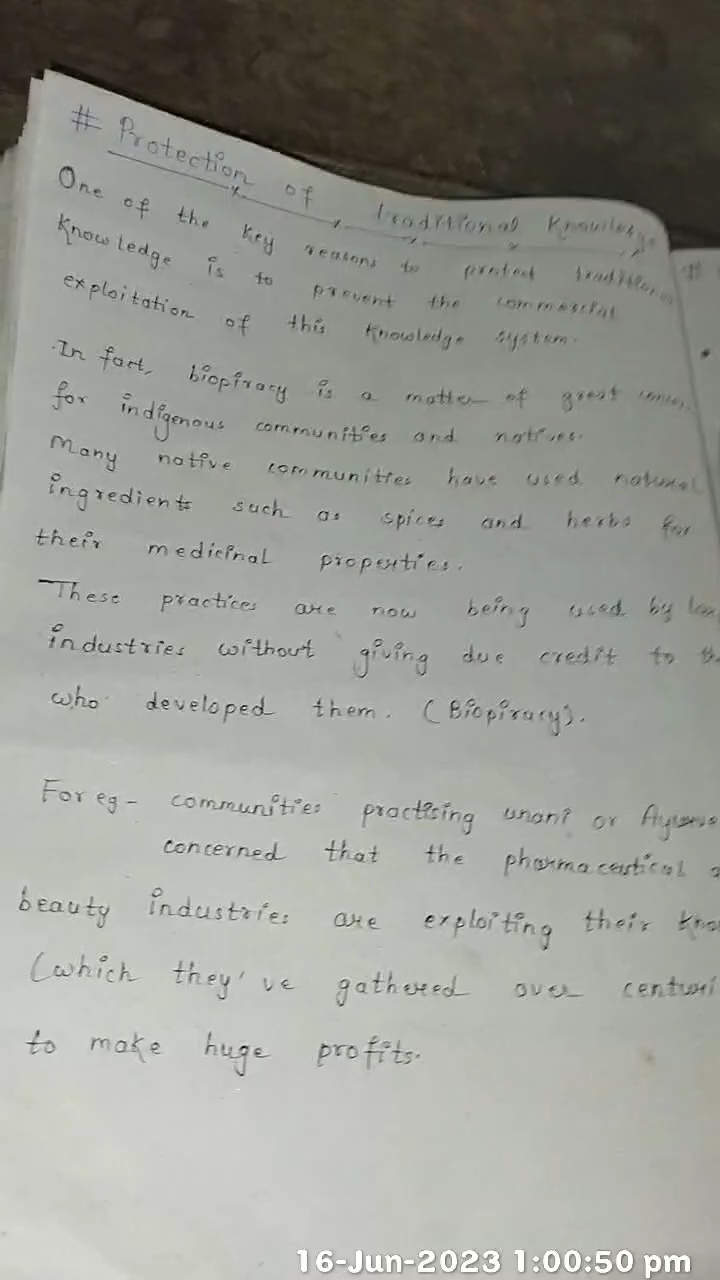 # Protection of traditional Knowledge
One of the key reasons to protect traditional
Knowledge is to prevent the commercial
exploitation of this Knowledge system.
In fact, biopiracy is a matter of great
for indigenous communities and natives.
Many native communities have used natural
ingredients such as spices and herbs for
their medicinal properties.
These practices are now being used by
industries without giving due credit to
who developed them. (Biopiracy).
For eg - communities practising unani or
concerned that the pharmaceutical
beauty industries are exploiting their
(which they've gathered over
to make huge profits.
16-Jun-2023 1:00:50 pm